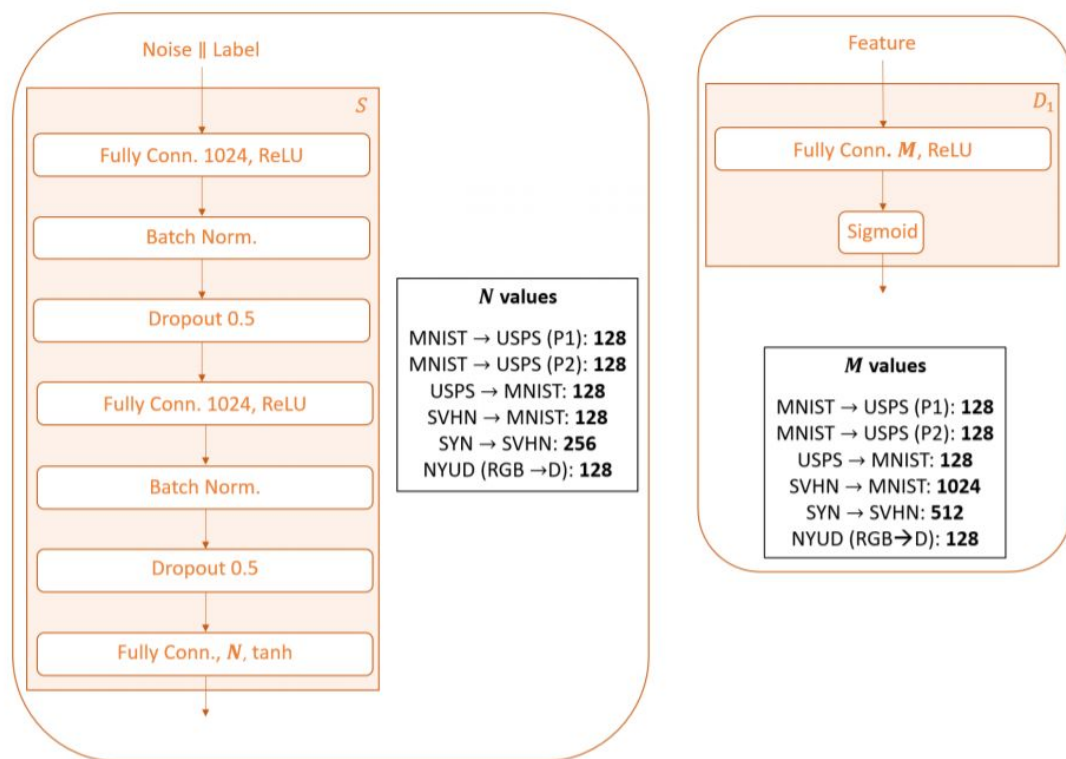 Noise || Label
S
Fully Conn. 1024, ReLU
Batch Norm.
Dropout 0.5
Fully Conn. 1024, ReLU
Batch Norm.
Dropout 0.5
Fully Conn., N, tanh
N values
MNIST → USPS (P1): 128
MNIST → USPS (P2): 128
USPS → MNIST: 128
SVHN → MNIST: 128
SYN → SVHN: 256
NYUD (RGB →D): 128
Feature
D₁
Fully Conn. M, ReLU
Sigmoid
M values
MNIST → USPS (P1): 128
MNIST → USPS (P2): 128
USPS → MNIST: 128
SVHN → MNIST: 1024
SYN → SVHN: 512
NYUD (RGB→D): 128